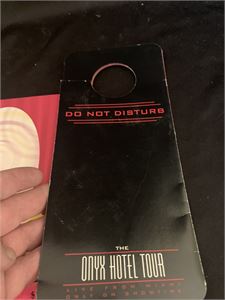 DO NOT DISTURB
THE
ONYX HOTEL TOUR
LIVE FROM MIAMI
ONLY ON SHOWTIME